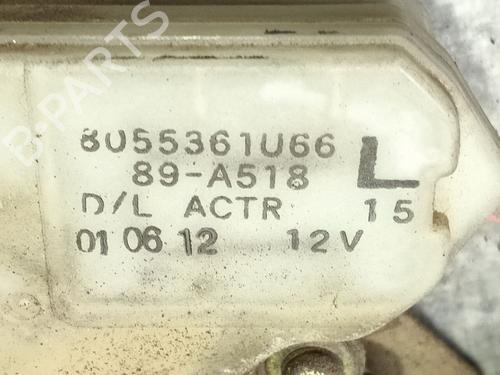 B-PARTS
8055361U66
89-A518 L
D/L ACTR 15
01 06 12 12V